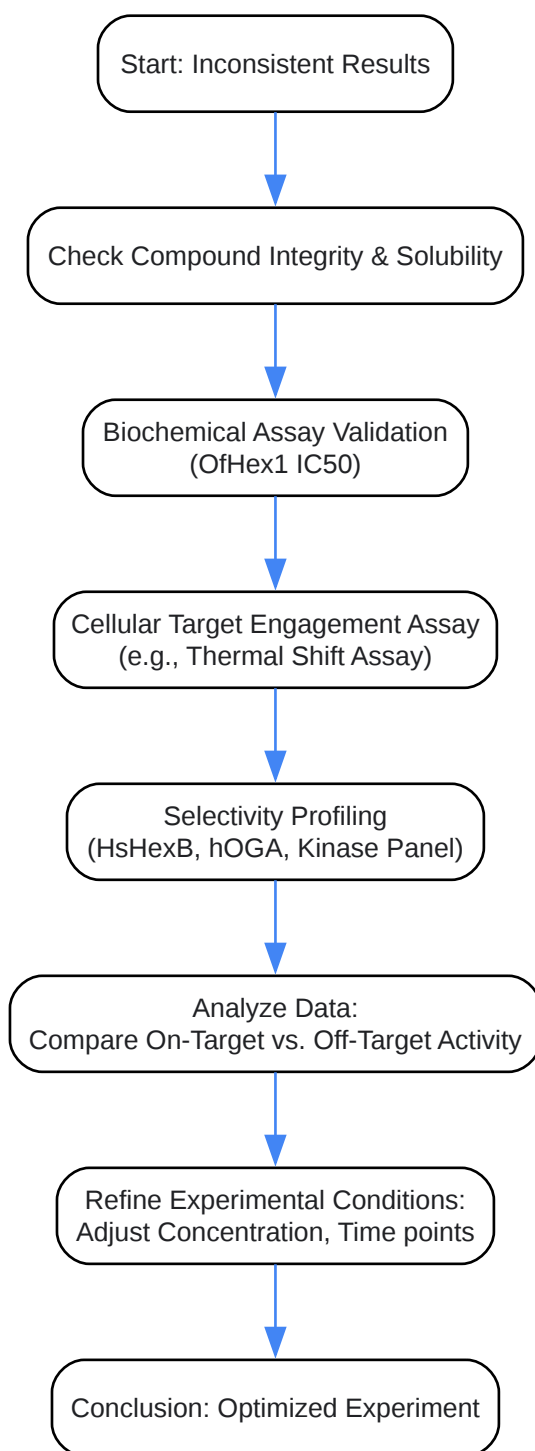 Start: Inconsistent Results
Check Compound Integrity & Solubility
Biochemical Assay Validation
(OfHex1 IC50)
Cellular Target Engagement Assay
(e.g., Thermal Shift Assay)
Selectivity Profiling
(HsHexB, hOGA, Kinase Panel)
Analyze Data:
Compare On-Target vs. Off-Target Activity
Refine Experimental Conditions:
Adjust Concentration, Time points
Conclusion: Optimized Experiment